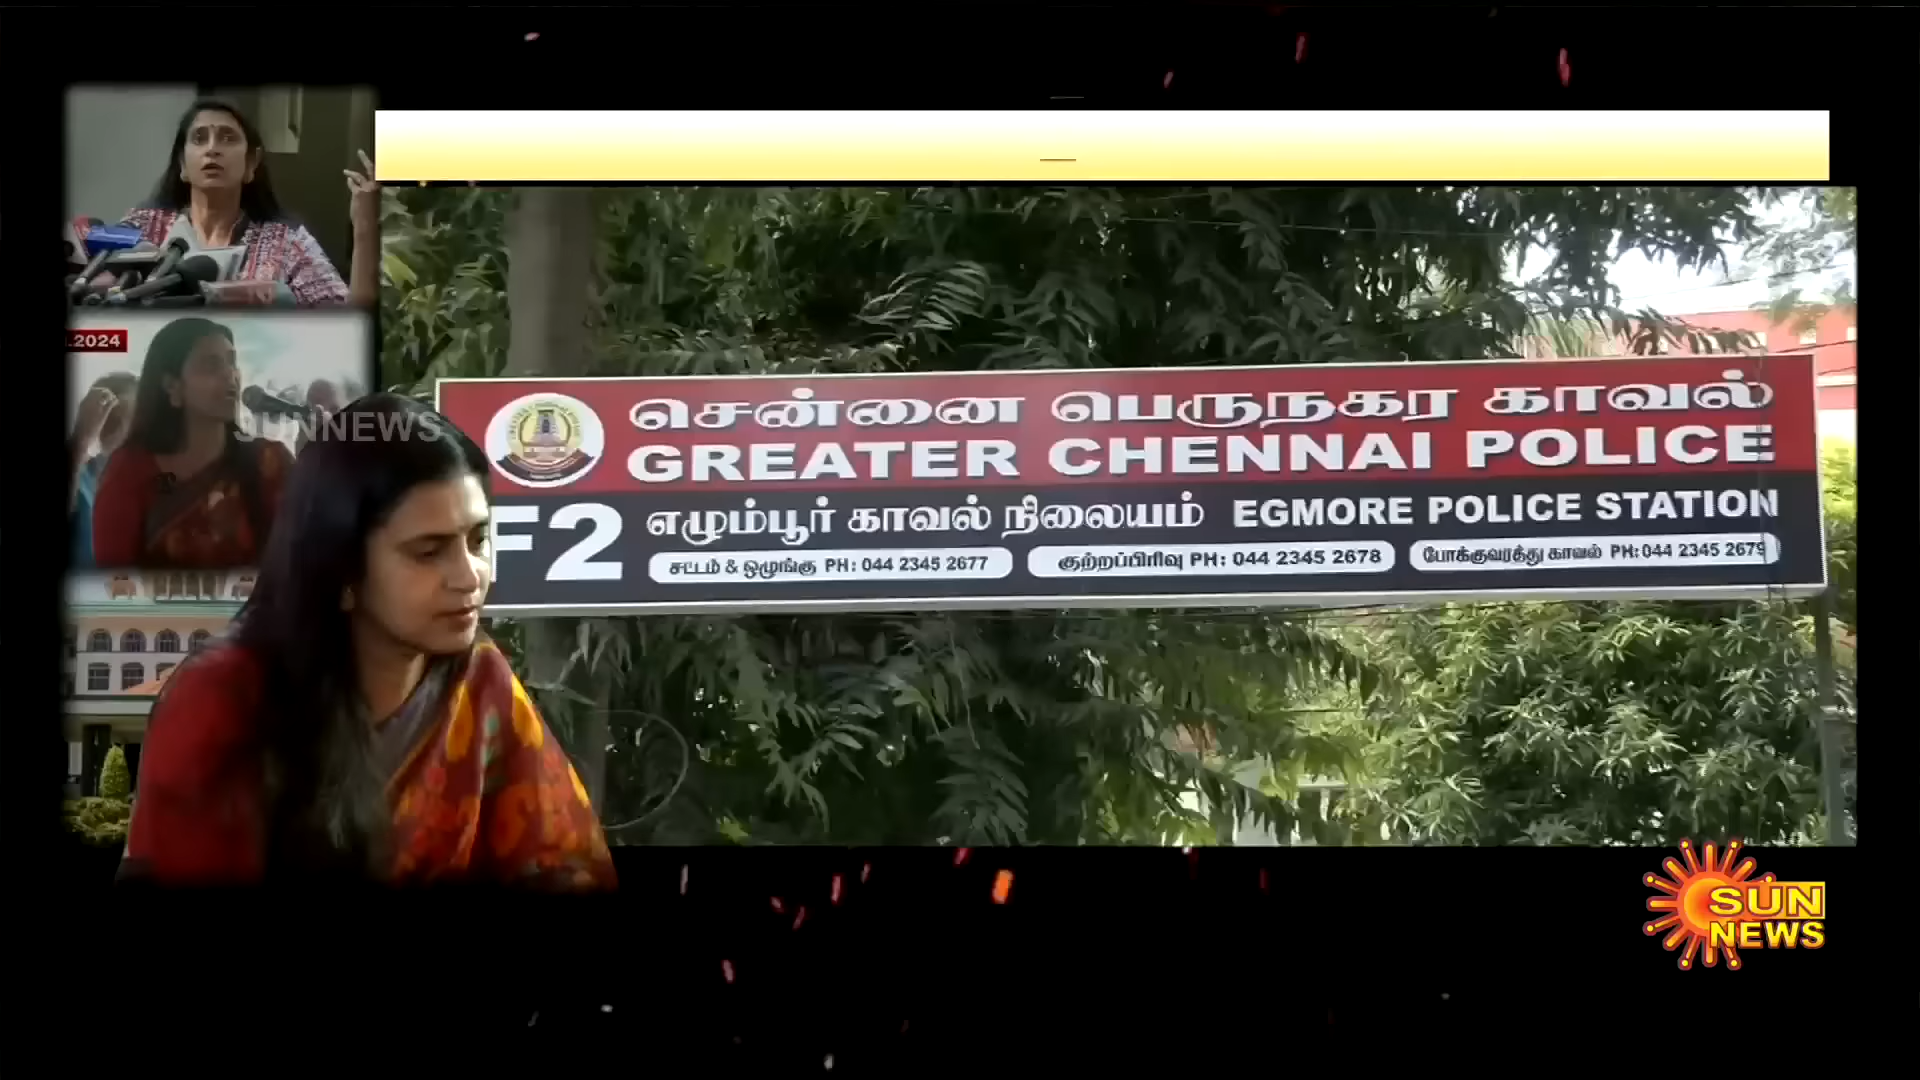 .2024
SUNNEWS
சென்னை பெருநகர காவல்
GREATER CHENNAI POLICE
F2 எழும்பூர் காவல் நிலையம் EGMORE POLICE STATION
சட்டம் & ஒழுங்கு PH: 044 2345 2677 குற்றப்பிரிவு PH: 044 2345 2678 போக்குவரத்து காவல் PH: 044 2345 2679
SUN
NEWS